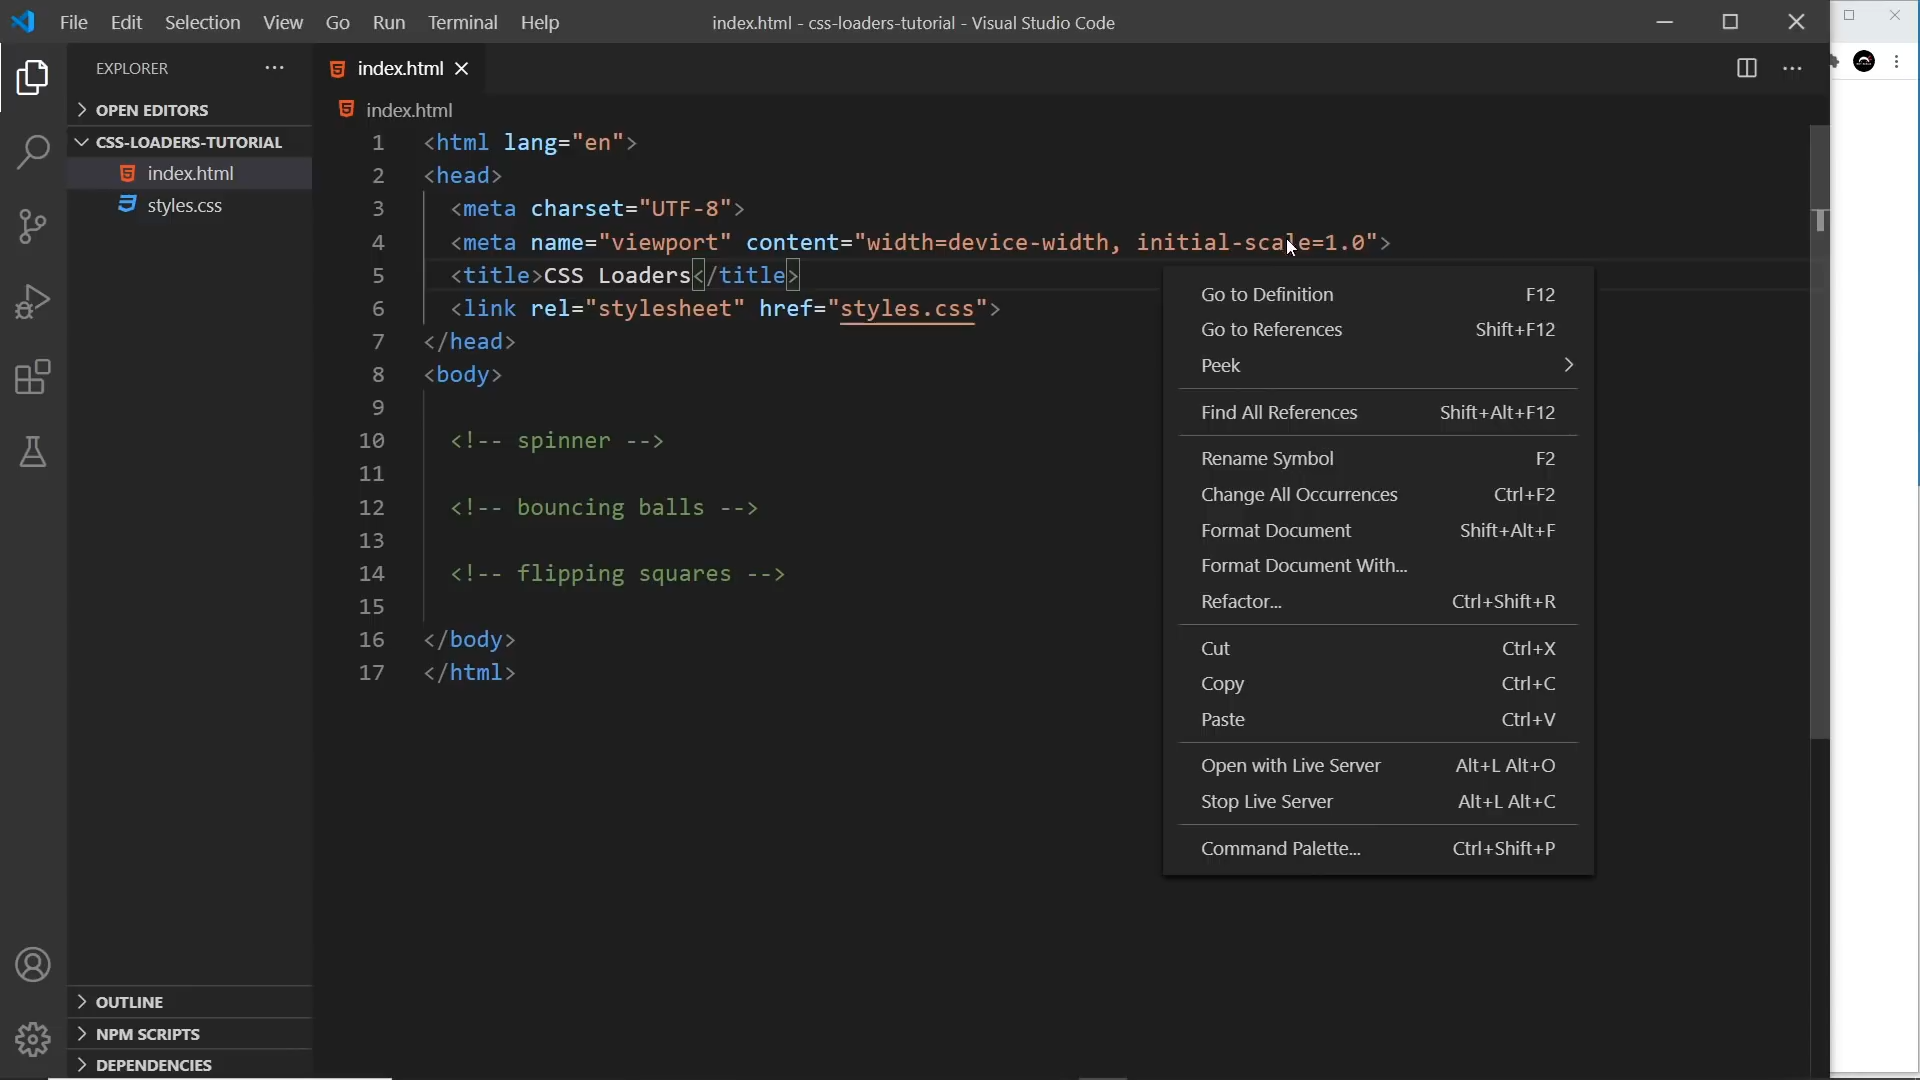 File Edit Selection View Go Run Terminal Help
index.html - css-loaders-tutorial - Visual Studio Code
EXPLORER
OPEN EDITORS
CSS-LOADERS-TUTORIAL
index.html
styles.css
OUTLINE
NPM SCRIPTS
DEPENDENCIES
index.html
index.html
1 <html lang="en">
2 <head>
3 <meta charset="UTF-8">
4 <meta name="viewport" content="width=device-width, initial-scale=1.0">
5 <title>CSS Loaders</title>
6 <link rel="stylesheet" href="styles.css">
7 </head>
8 <body>
9
10 <!-- spinner -->
11
12 <!-- bouncing balls -->
13
14 <!-- flipping squares -->
15
16 </body>
17 </html>
Go to Definition F12
Go to References Shift+F12
Peek
Find All References Shift+Alt+F12
Rename Symbol F2
Change All Occurrences Ctrl+F2
Format Document Shift+Alt+F
Format Document With...
Refactor... Ctrl+Shift+R
Cut Ctrl+X
Copy Ctrl+C
Paste Ctrl+V
Open with Live Server Alt+L Alt+O
Stop Live Server Alt+L Alt+C
Command Palette... Ctrl+Shift+P